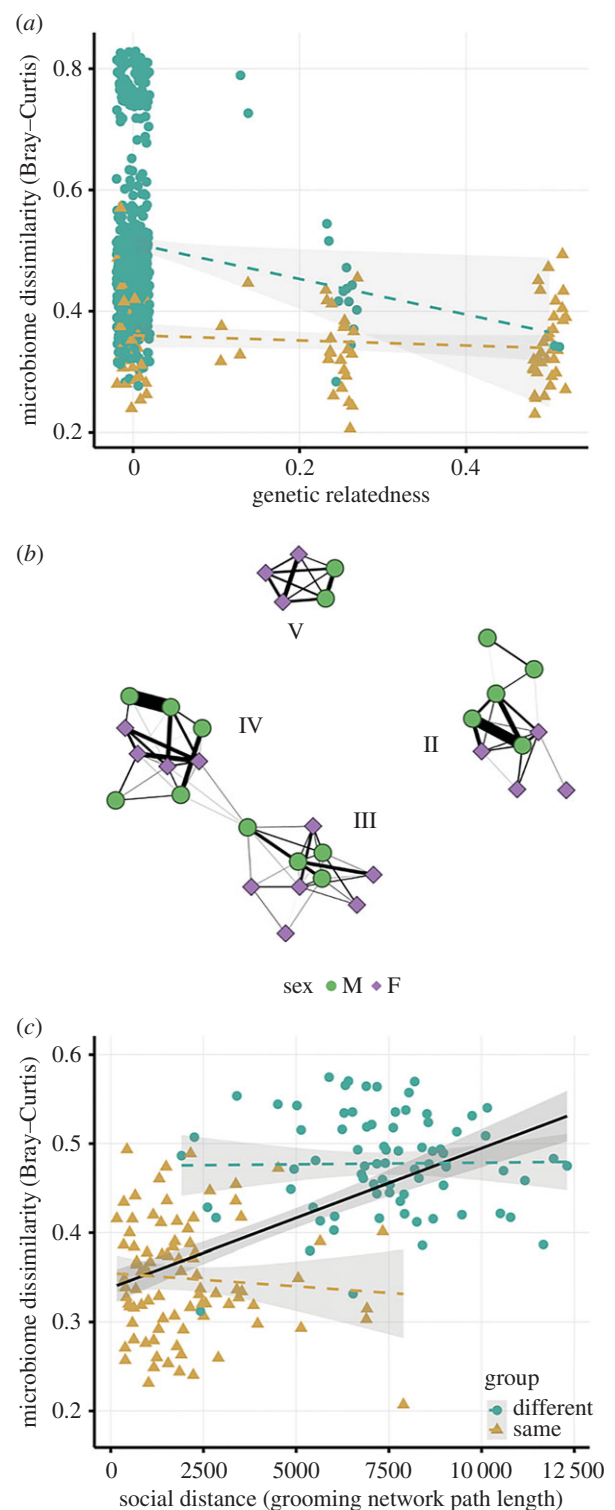 (a)
microbiome dissimilarity (Bray–Curtis)
0.8
0.6
0.4
0.2
0 0.2 0.4
genetic relatedness
(b)
V
IV
II
III
sex M F
(c)
microbiome dissimilarity (Bray–Curtis)
0.6
0.5
0.4
0.3
0.2
group
different
same
0 2500 5000 7500 10 000 12 500
social distance (grooming network path length)